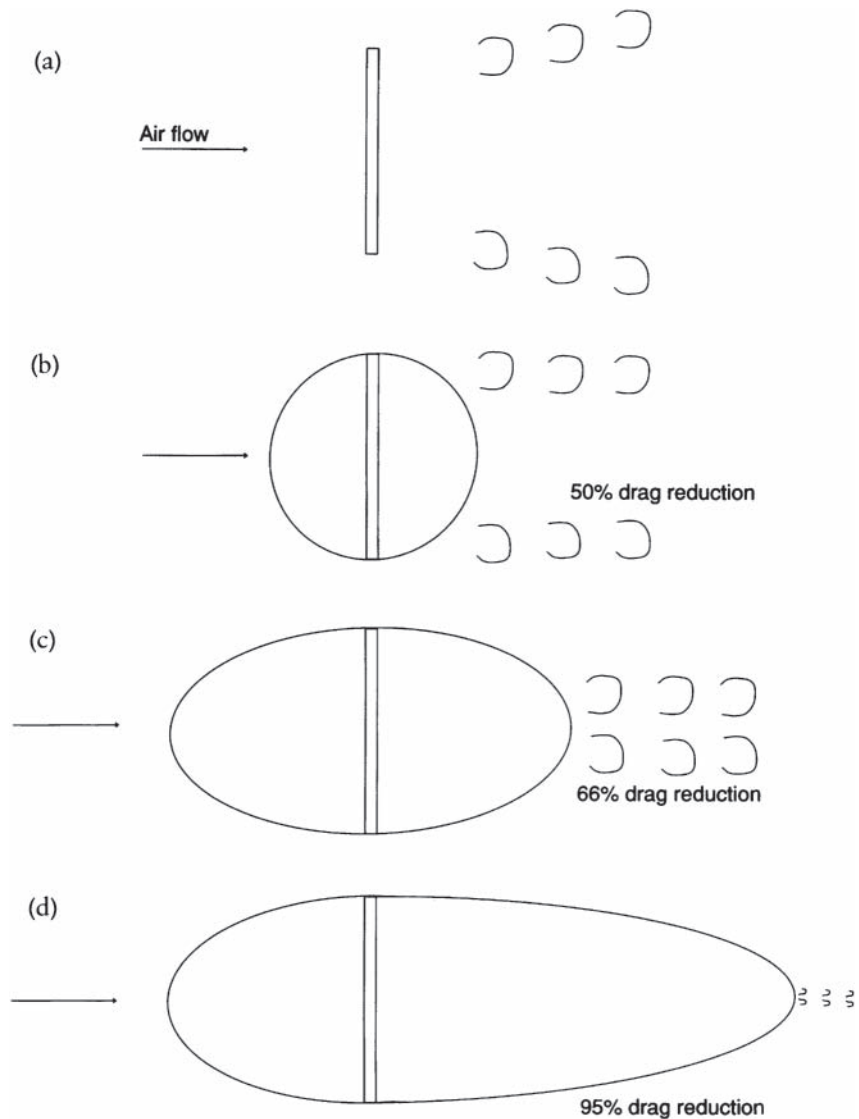 (a)
Air flow
(b)
50% drag reduction
(c)
66% drag reduction
(d)
95% drag reduction